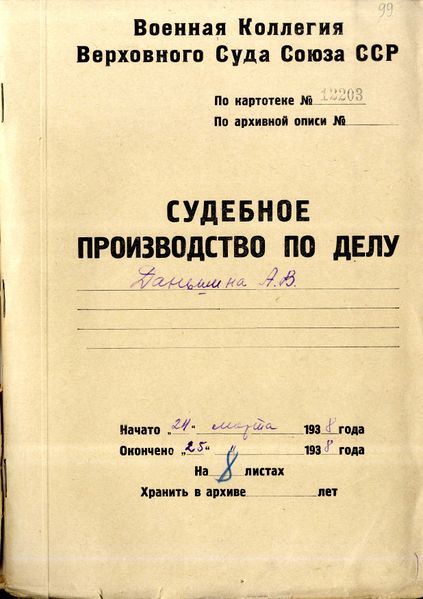 99
Военная Коллегия
Верховного Суда Союза ССР
По картотеке № 12203
По архивной описи №
СУДЕБНОЕ
ПРОИЗВОДСТВО ПО ДЕЛУ
Даньшина А.В.
Начато „24" марта 1938 года
Окончено „25" " 1938 года
На 8 листах
Хранить в архиве лет